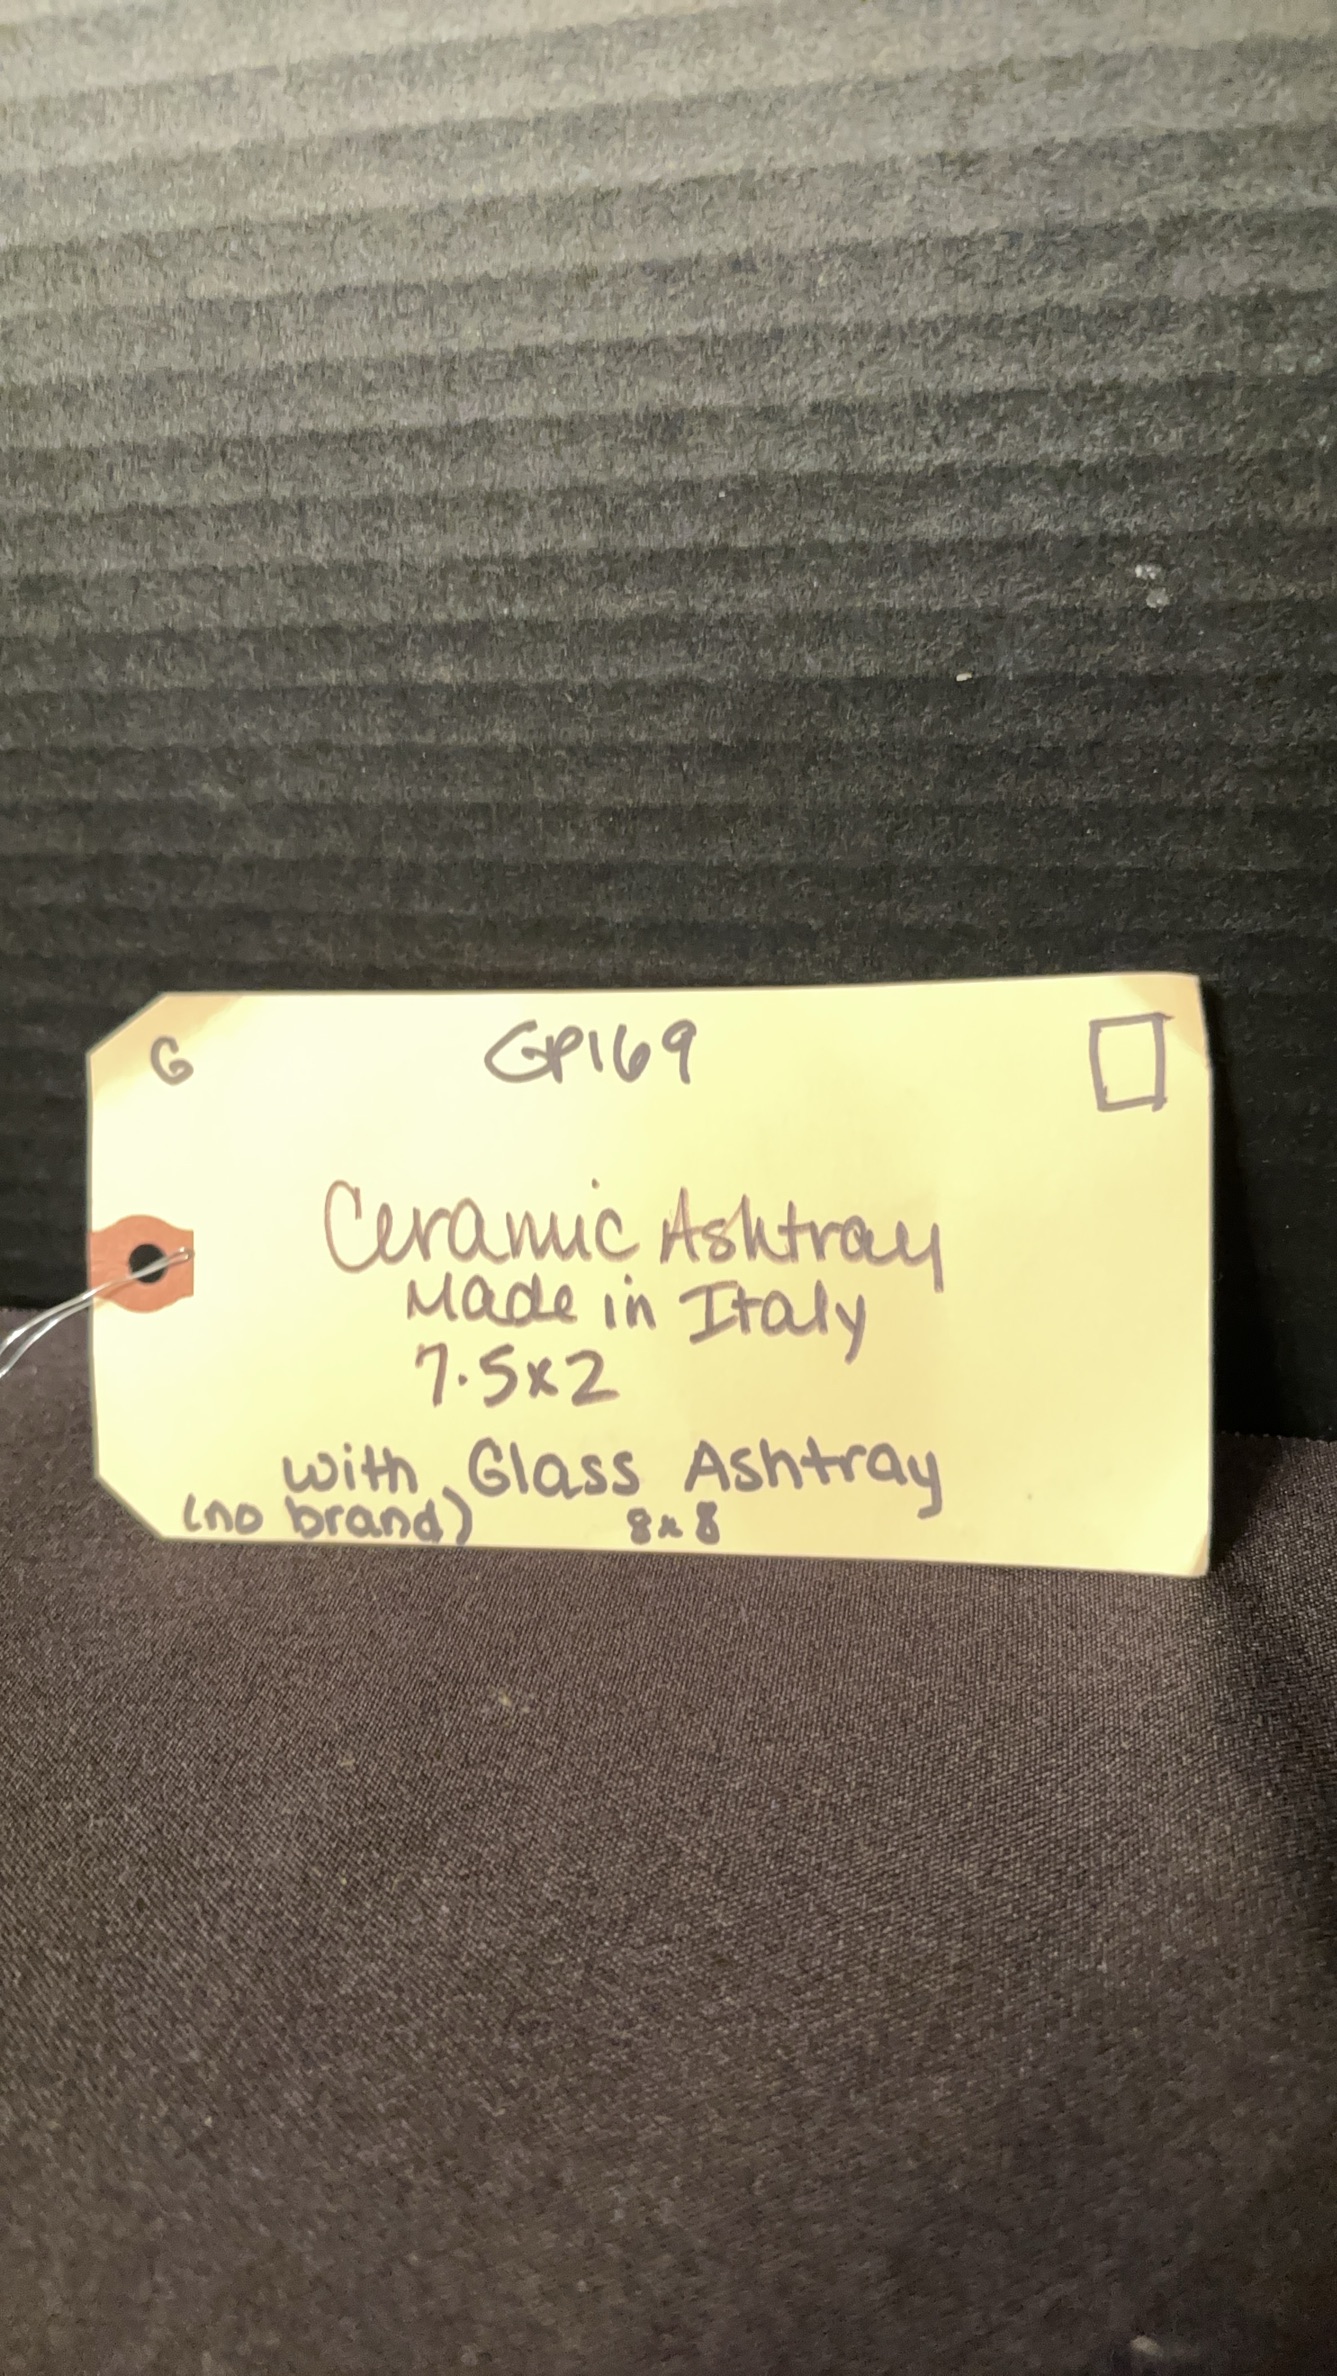 G GP169
Ceramic Ashtray
Made in Italy
7.5x2
with Glass Ashtray
(no brand) 8x8